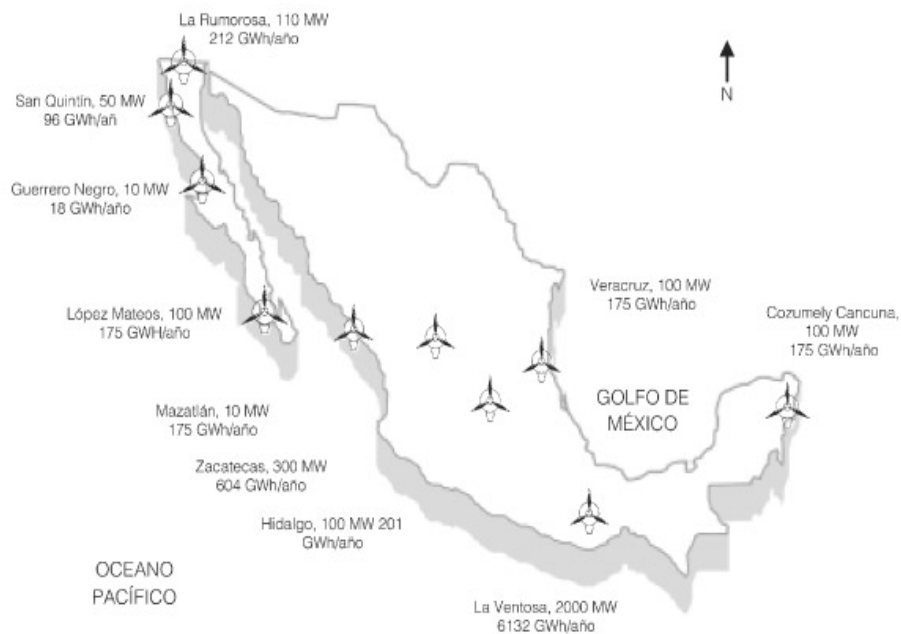 La Rumorosa, 110 MW
212 GWh/año
N
San Quintín, 50 MW
96 GWh/añ
Guerrero Negro, 10 MW
18 GWh/año
López Mateos, 100 MW
175 GWH/año
Veracruz, 100 MW
175 GWh/año
Cozumely Cancuna,
100 MW
175 GWh/año
GOLFO DE
MÉXICO
Mazatlán, 10 MW
175 GWh/año
Zacatecas, 300 MW
604 GWh/año
Hidalgo, 100 MW 201
GWh/año
OCEANO
PACÍFICO
La Ventosa, 2000 MW
6132 GWh/año